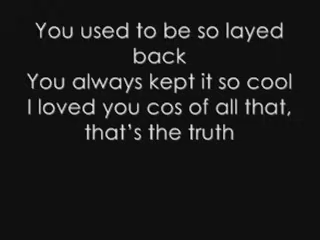 You used to be so layed
back
You always kept it so cool
I loved you cos of all that,
that's the truth